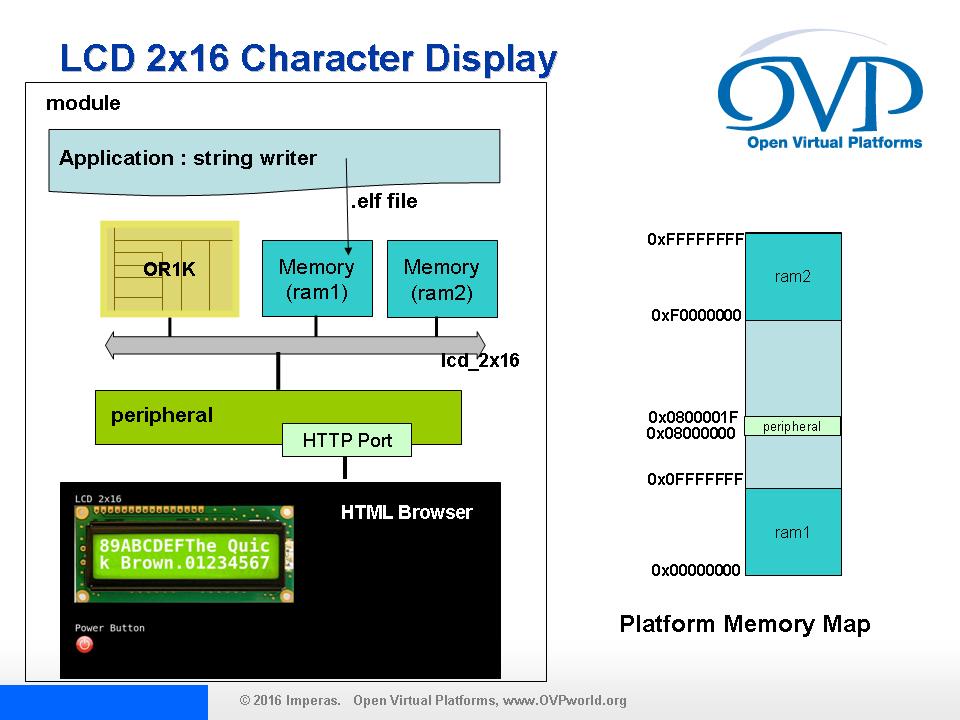 LCD 2x16 Character Display
OVP
Open Virtual Platforms
module
Application : string writer
.elf file
OR1K
Memory
(ram1)
Memory
(ram2)
lcd_2x16
peripheral
HTTP Port
LCD 2x16
HTML Browser
89ABCDEFThe Quic
k Brown.01234567
Power Button
0xFFFFFFFF
ram2
0xF0000000
0x0800001F
0x08000000
peripheral
0x0FFFFFFF
ram1
0x00000000
Platform Memory Map
© 2016 Imperas. Open Virtual Platforms, www.OVPworld.org